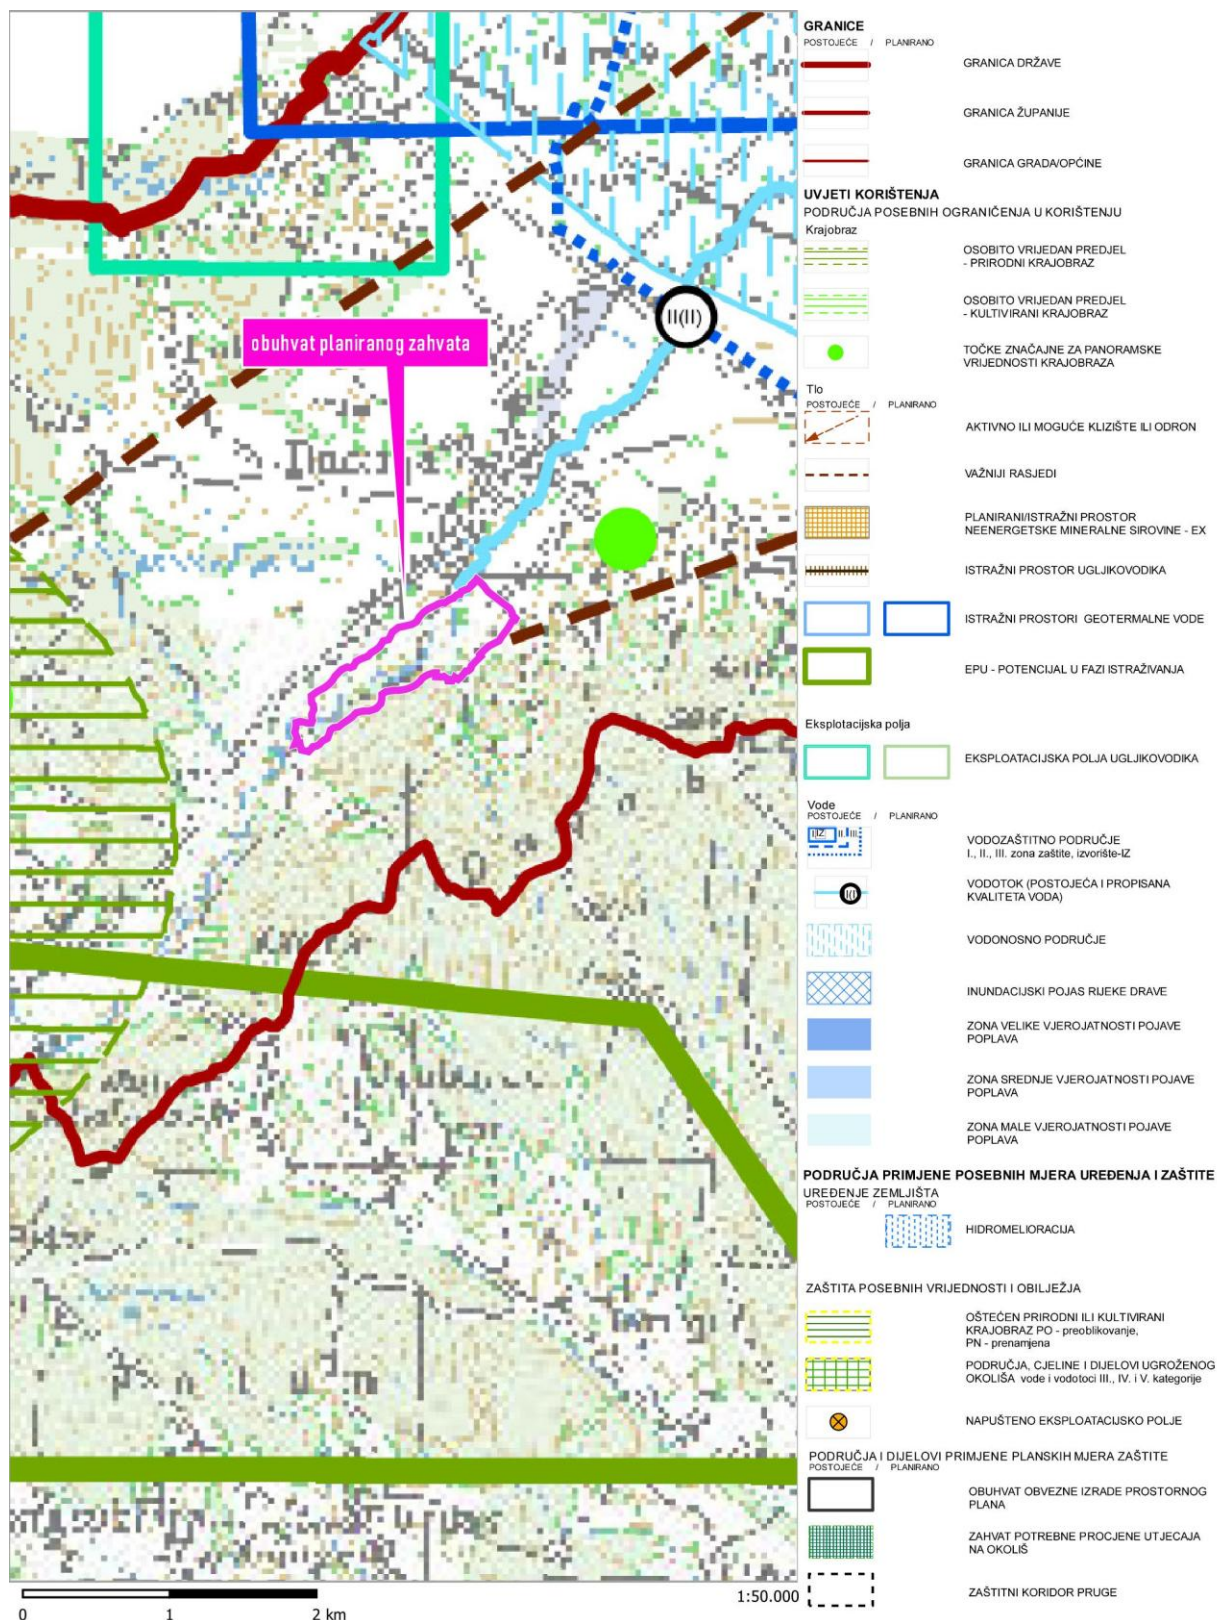 obuhvat planiranog zahvata
II(II)
0 1 2 km
1:50.000
GRANICE
POSTOJEĆE / PLANIRANO
GRANICA DRŽAVE
GRANICA ŽUPANIJE
GRANICA GRADA/OPĆINE
UVJETI KORIŠTENJA
PODRUČJA POSEBNIH OGRANIČENJA U KORIŠTENJU
Krajobraz
OSOBITO VRIJEDAN PREDJEL
- PRIRODNI KRAJOBRAZ
OSOBITO VRIJEDAN PREDJEL
- KULTIVIRANI KRAJOBRAZ
TOČKE ZNAČAJNE ZA PANORAMSKE
VRIJEDNOSTI KRAJOBRAZA
Tlo
POSTOJEĆE / PLANIRANO
AKTIVNO ILI MOGUĆE KLIZIŠTE ILI ODRON
VAŽNIJI RASJEDI
PLANIRANI/ISTRAŽNI PROSTOR
NEENERGETSKE MINERALNE SIROVINE - EX
ISTRAŽNI PROSTOR UGLJIKOVODIKA
ISTRAŽNI PROSTORI GEOTERMALNE VODE
EPU - POTENCIJAL U FAZI ISTRAŽIVANJA
Eksplotacijska polja
EKSPLOATACIJSKA POLJA UGLJIKOVODIKA
Vode
POSTOJEĆE / PLANIRANO
IZ II. III.
VODOZAŠTITNO PODRUČJE
I., II., III. zona zaštite, izvorište-IZ
VODOTOK (POSTOJEĆA I PROPISANA
KVALITETA VODA)
VODONOSNO PODRUČJE
INUNDACIJSKI POJAS RIJEKE DRAVE
ZONA VELIKE VJEROJATNOSTI POJAVE
POPLAVA
ZONA SREDNJE VJEROJATNOSTI POJAVE
POPLAVA
ZONA MALE VJEROJATNOSTI POJAVE
POPLAVA
PODRUČJA PRIMJENE POSEBNIH MJERA UREĐENJA I ZAŠTITE
UREĐENJE ZEMLJIŠTA
POSTOJEĆE / PLANIRANO
HIDROMELIORACIJA
ZAŠTITA POSEBNIH VRIJEDNOSTI I OBILJEŽJA
OŠTEĆEN PRIRODNI ILI KULTIVIRANI
KRAJOBRAZ PO - preoblikovanje,
PN - prenamjena
PODRUČJA, CJELINE I DIJELOVI UGROŽENOG
OKOLIŠA vode i vodotoci III., IV. i V. kategorije
NAPUŠTENO EKSPLOATACIJSKO POLJE
PODRUČJA I DIJELOVI PRIMJENE PLANSKIH MJERA ZAŠTITE
POSTOJEĆE / PLANIRANO
OBUHVAT OBVEZNE IZRADE PROSTORNOG
PLANA
ZAHVAT POTREBNE PROCJENE UTJECAJA
NA OKOLIŠ
ZAŠTITNI KORIDOR PRUGE